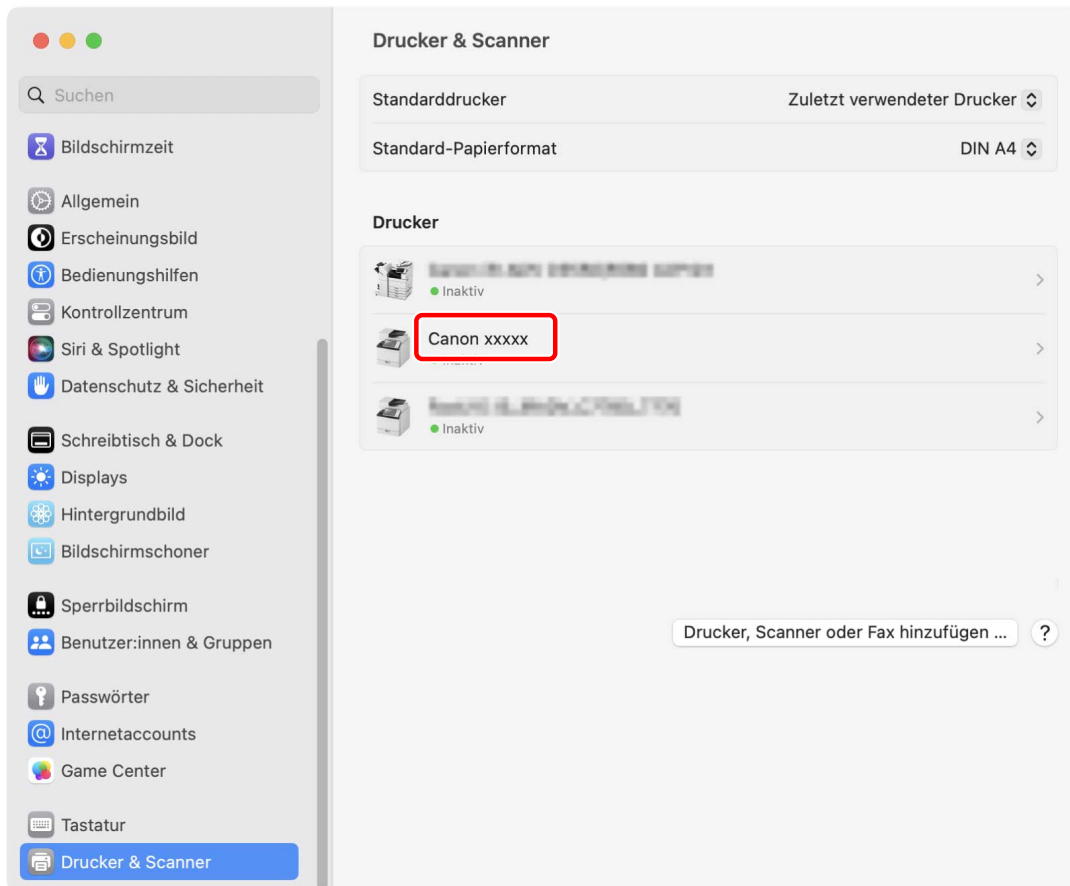 Suchen
Bildschirmzeit
Allgemein
Erscheinungsbild
Bedienungshilfen
Kontrollzentrum
Siri & Spotlight
Datenschutz & Sicherheit
Schreibtisch & Dock
Displays
Hintergrundbild
Bildschirmschoner
Sperrbildschirm
Benutzer:innen & Gruppen
Passwörter
Internetaccounts
Game Center
Tastatur
Drucker & Scanner
Drucker & Scanner
Standarddrucker Zuletzt verwendeter Drucker
Standard-Papierformat DIN A4
Drucker
Inaktiv
Canon xxxxx
Inaktiv
Drucker, Scanner oder Fax hinzufügen ... ?